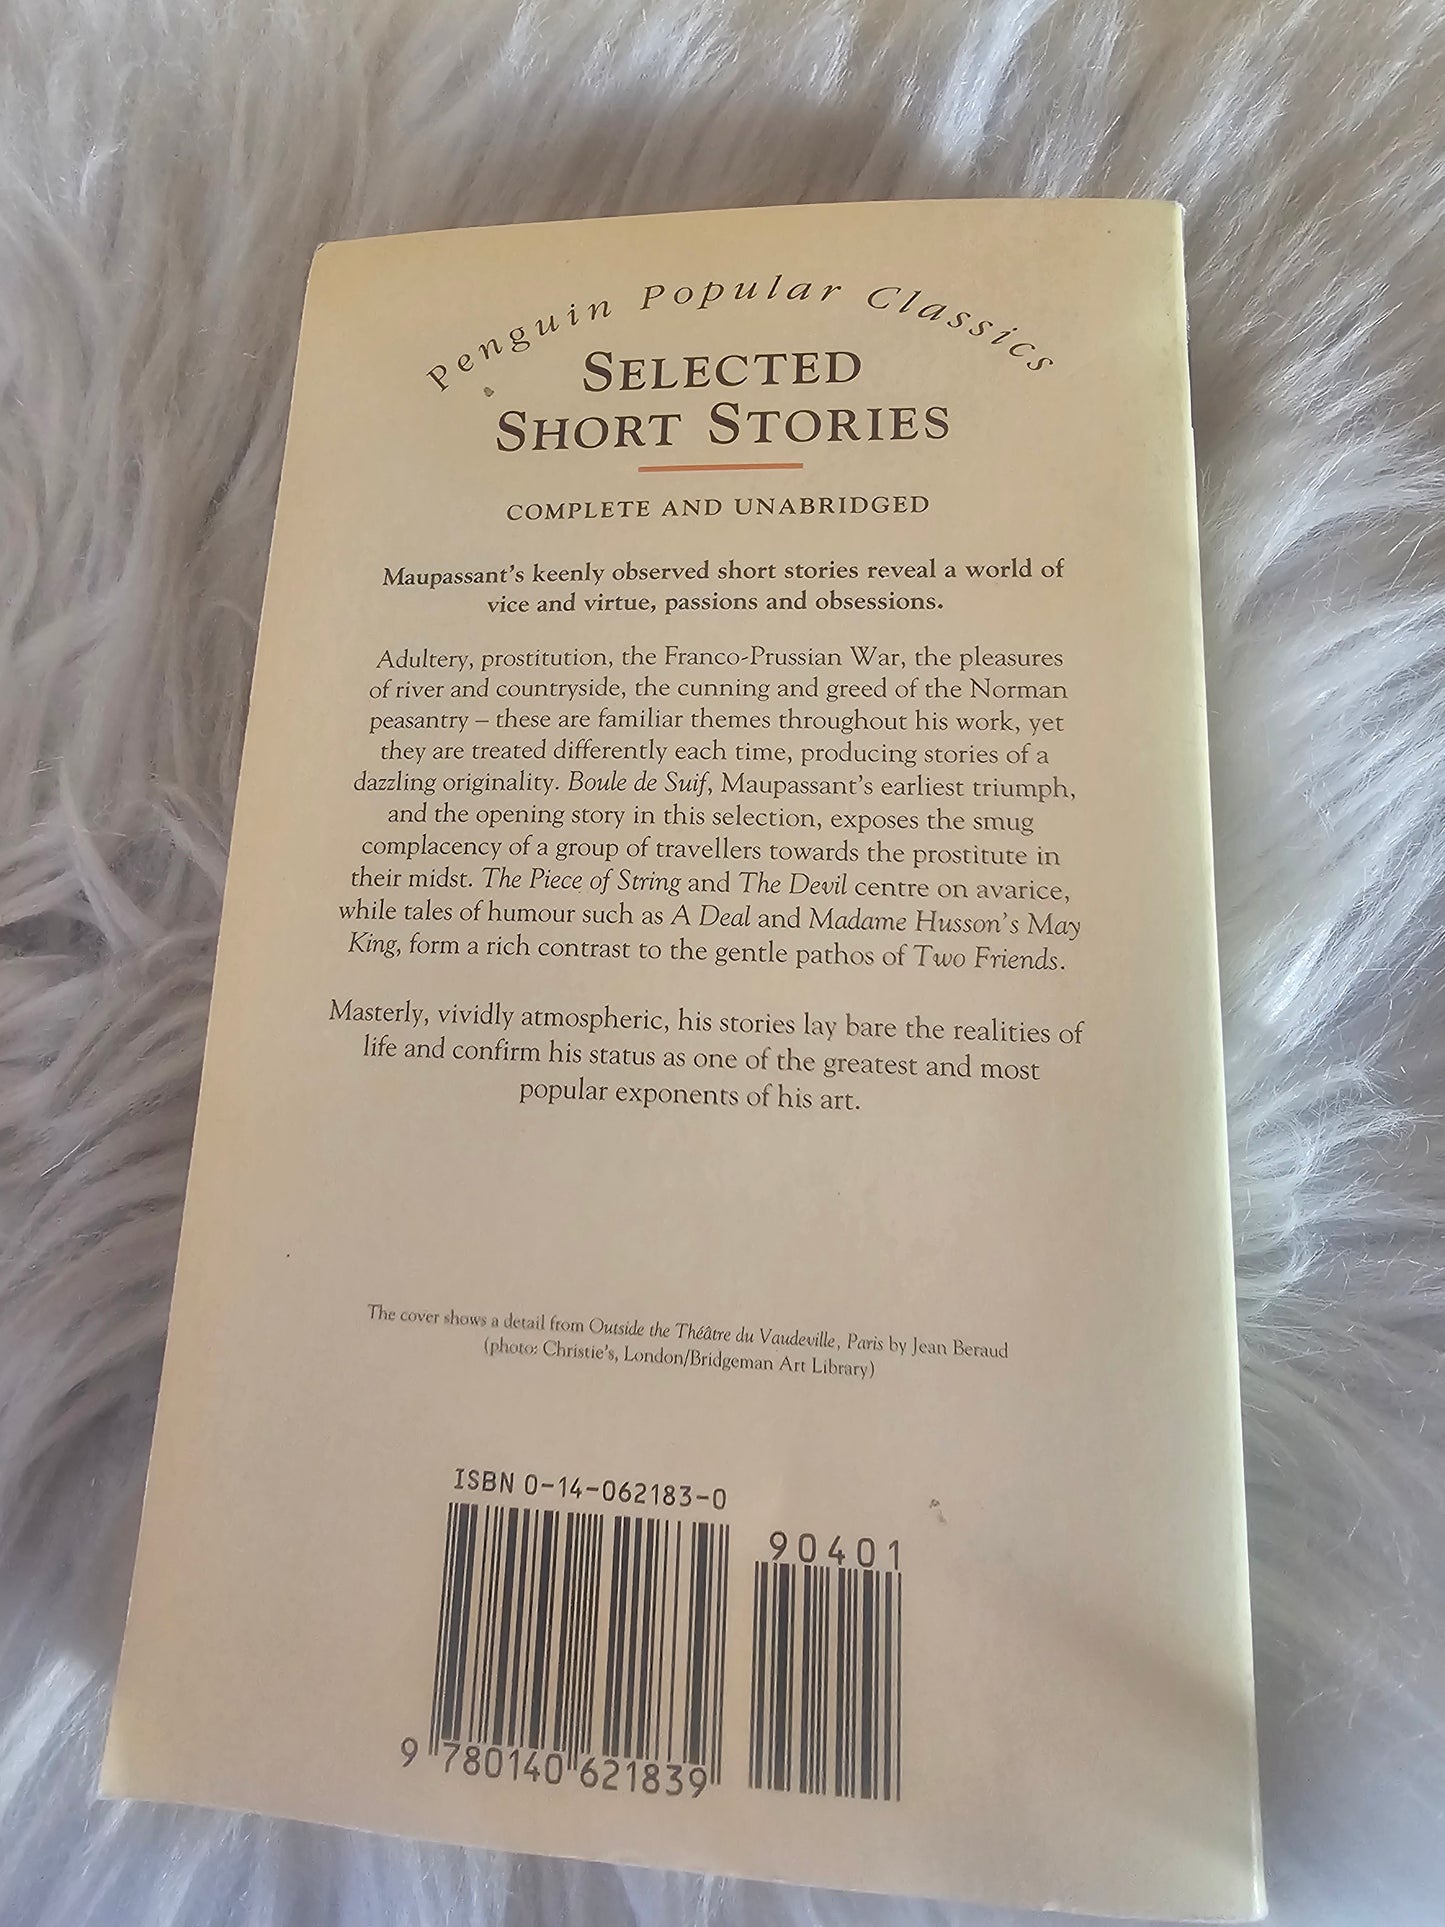 Penguin Popular Classics
SELECTED
SHORT STORIES
COMPLETE AND UNABRIDGED
Maupassant's keenly observed short stories reveal a world of
vice and virtue, passions and obsessions.
Adultery, prostitution, the Franco-Prussian War, the pleasures
of river and countryside, the cunning and greed of the Norman
peasantry – these are familiar themes throughout his work, yet
they are treated differently each time, producing stories of a
dazzling originality. Boule de Suif, Maupassant's earliest triumph,
and the opening story in this selection, exposes the smug
complacency of a group of travellers towards the prostitute in
their midst. The Piece of String and The Devil centre on avarice,
while tales of humour such as A Deal and Madame Husson's May
King, form a rich contrast to the gentle pathos of Two Friends.
Masterly, vividly atmospheric, his stories lay bare the realities of
life and confirm his status as one of the greatest and most
popular exponents of his art.
The cover shows a detail from Outside the Théâtre du Vaudeville, Paris by Jean Beraud
(photo: Christie's, London/Bridgeman Art Library)
ISBN 0-14-062183-0
90401
9 780140 621839